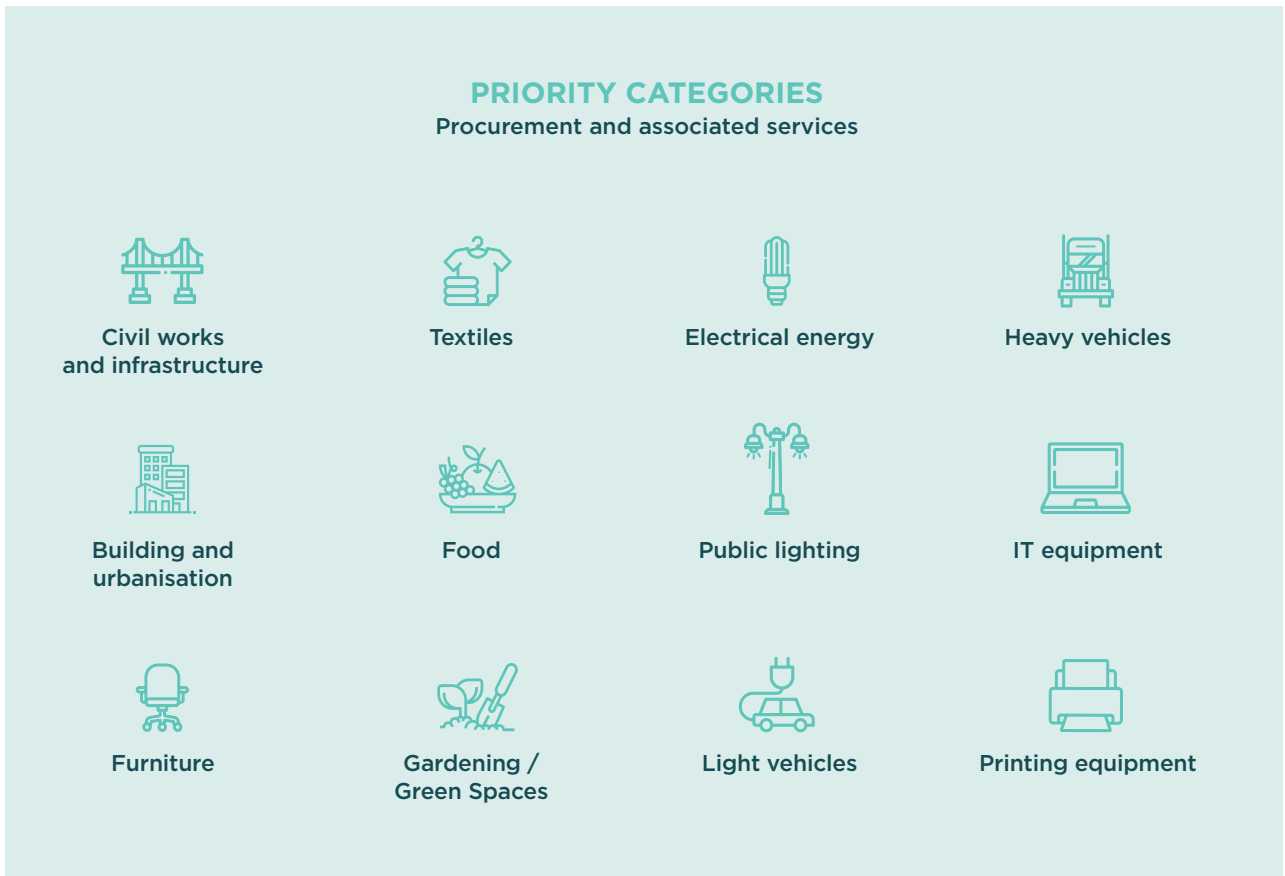 PRIORITY CATEGORIES
Procurement and associated services
Civil works
and infrastructure
Textiles
Electrical energy
Heavy vehicles
Building and
urbanisation
Food
Public lighting
IT equipment
Furniture
Gardening /
Green Spaces
Light vehicles
Printing equipment